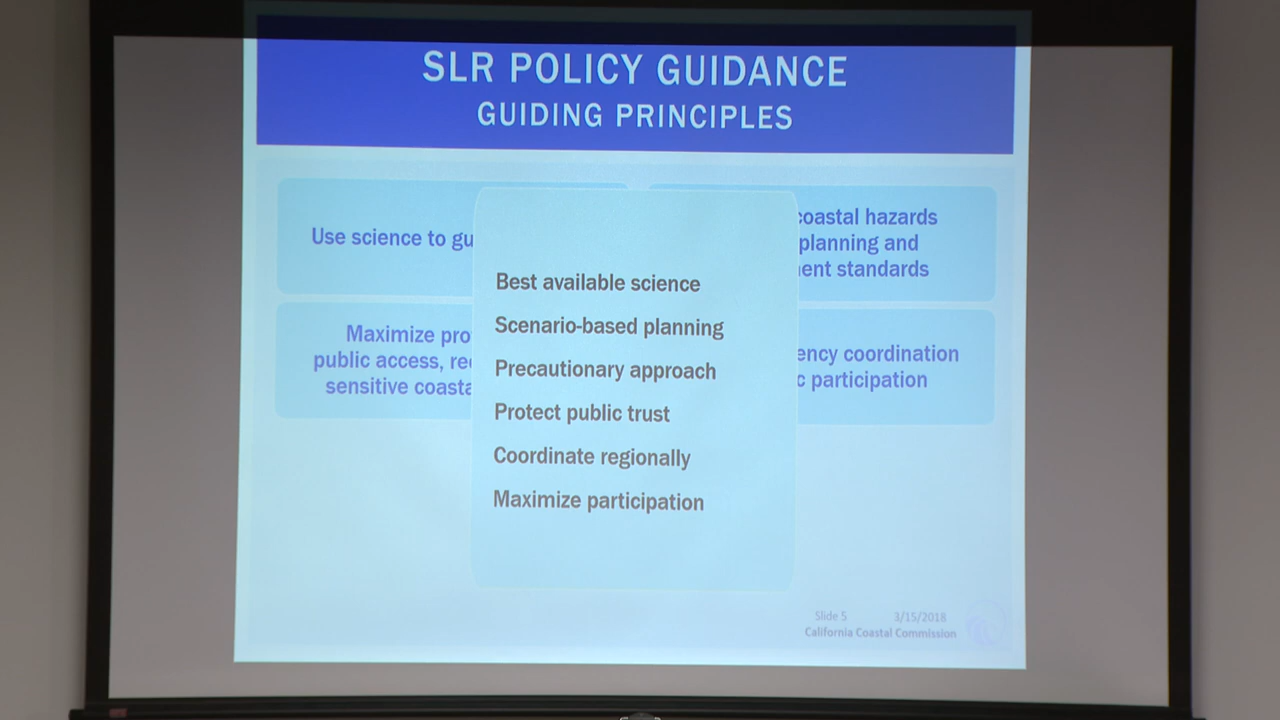 SLR POLICY GUIDANCE
GUIDING PRINCIPLES
Use science to gu
coastal hazards
planning and
ent standards
Maximize pro
public access, re
sensitive coasta
ency coordination
c participation
Best available science
Scenario-based planning
Precautionary approach
Protect public trust
Coordinate regionally
Maximize participation
Slide 5 3/15/2018
California Coastal Commission